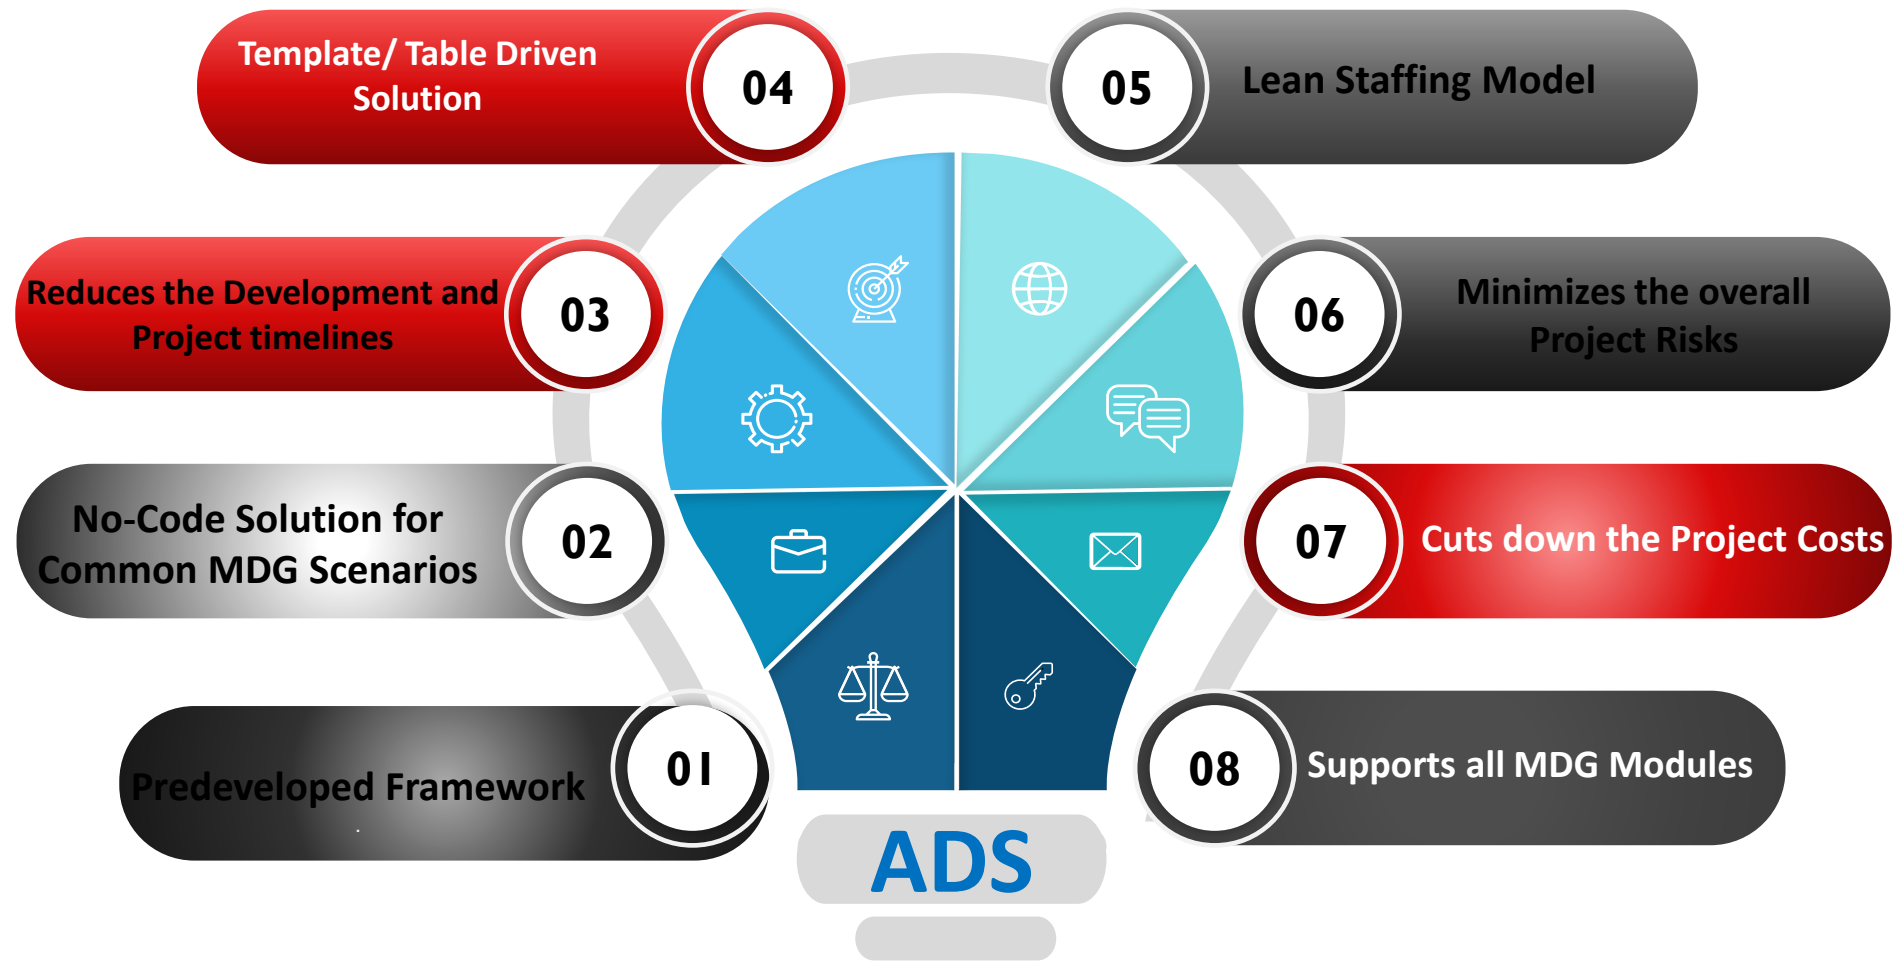 04
Template/ Table Driven
Solution
05
Lean Staffing Model
03
Reduces the Development and
Project timelines
06
Minimizes the overall
Project Risks
02
No-Code Solution for
Common MDG Scenarios
07
Cuts down the Project Costs
01
Predeveloped Framework
.
08
Supports all MDG Modules
ADS